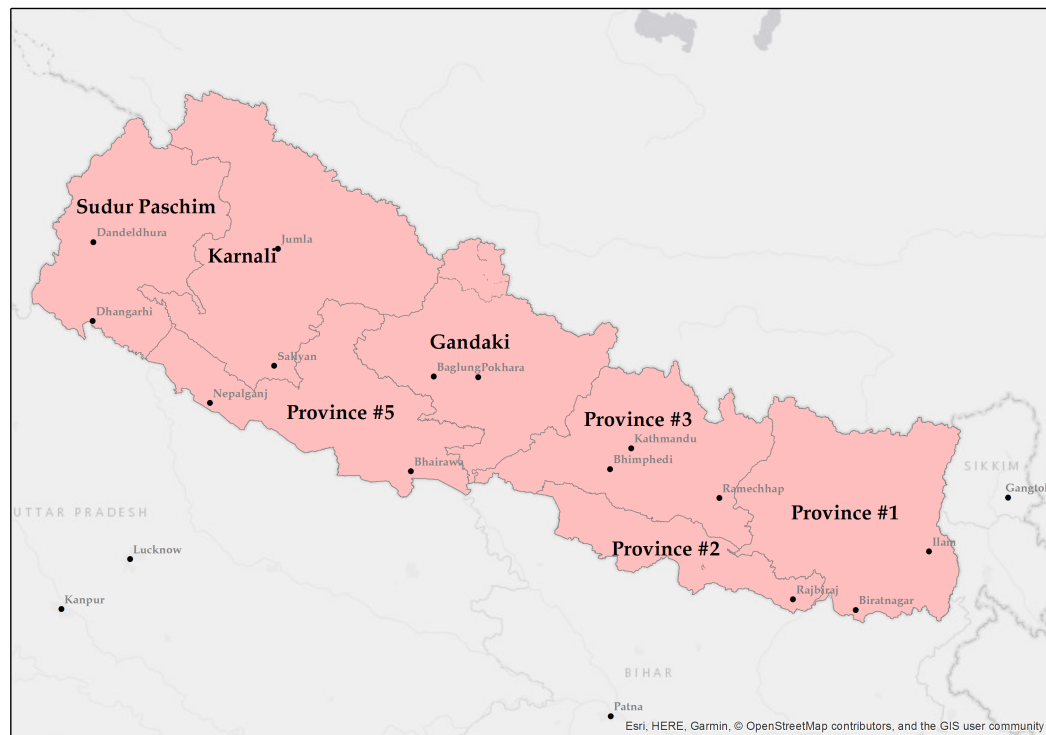 Sudur Paschim
Dandeldhura
Jumla
Karnali
Dhangarhi
Gandaki
Sallyan
Baglung
Pokhara
Nepalganj
Province #5
Province #3
Kathmandu
Bhairawa
Bhimphedi
SIKKIM
Ramechhap
Gangtok
UTTAR PRADESH
Province #1
Lucknow
Province #2
Ilam
Kanpur
Rajbiraj
Biratnagar
BIHAR
Patna
Esri, HERE, Garmin, © OpenStreetMap contributors, and the GIS user community